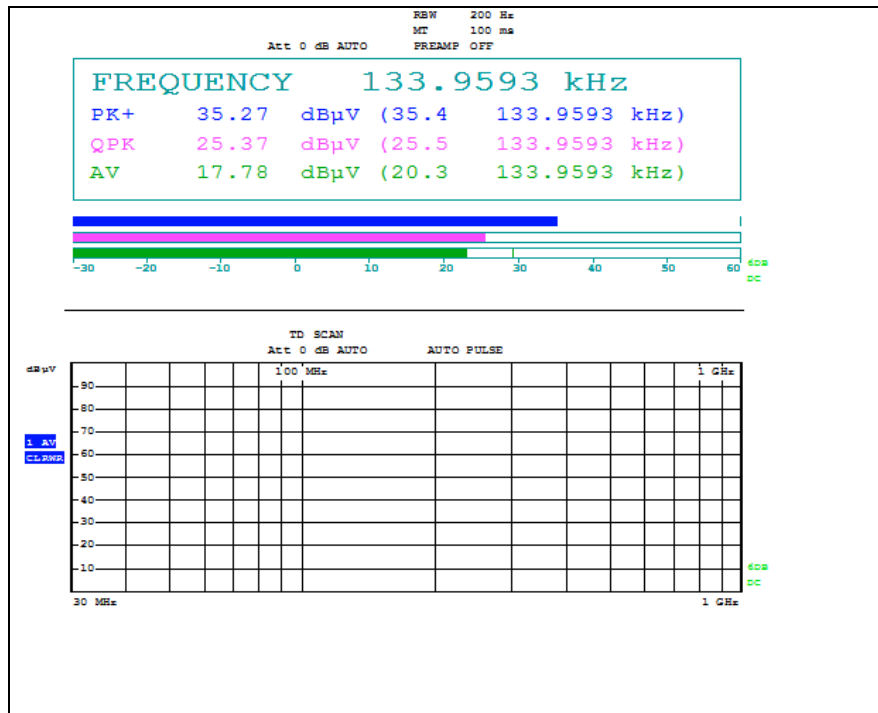 RBW 200 Hz
MT 100 ms
Att 0 dB AUTO PREAMP OFF
FREQUENCY 133.9593 kHz
PK+ 35.27 dBµV (35.4 133.9593 kHz)
QPK 25.37 dBµV (25.5 133.9593 kHz)
AV 17.78 dBµV (20.3 133.9593 kHz)
-30 -20 -10 0 10 20 30 40 50 60
6DB
DC
TD SCAN
Att 0 dB AUTO AUTO PULSE
dBµV
100 MHz 1 GHz
90
80
70
1 AV
60
CLRWR
50
40
30
20
10
6DB
DC
30 MHz 1 GHz